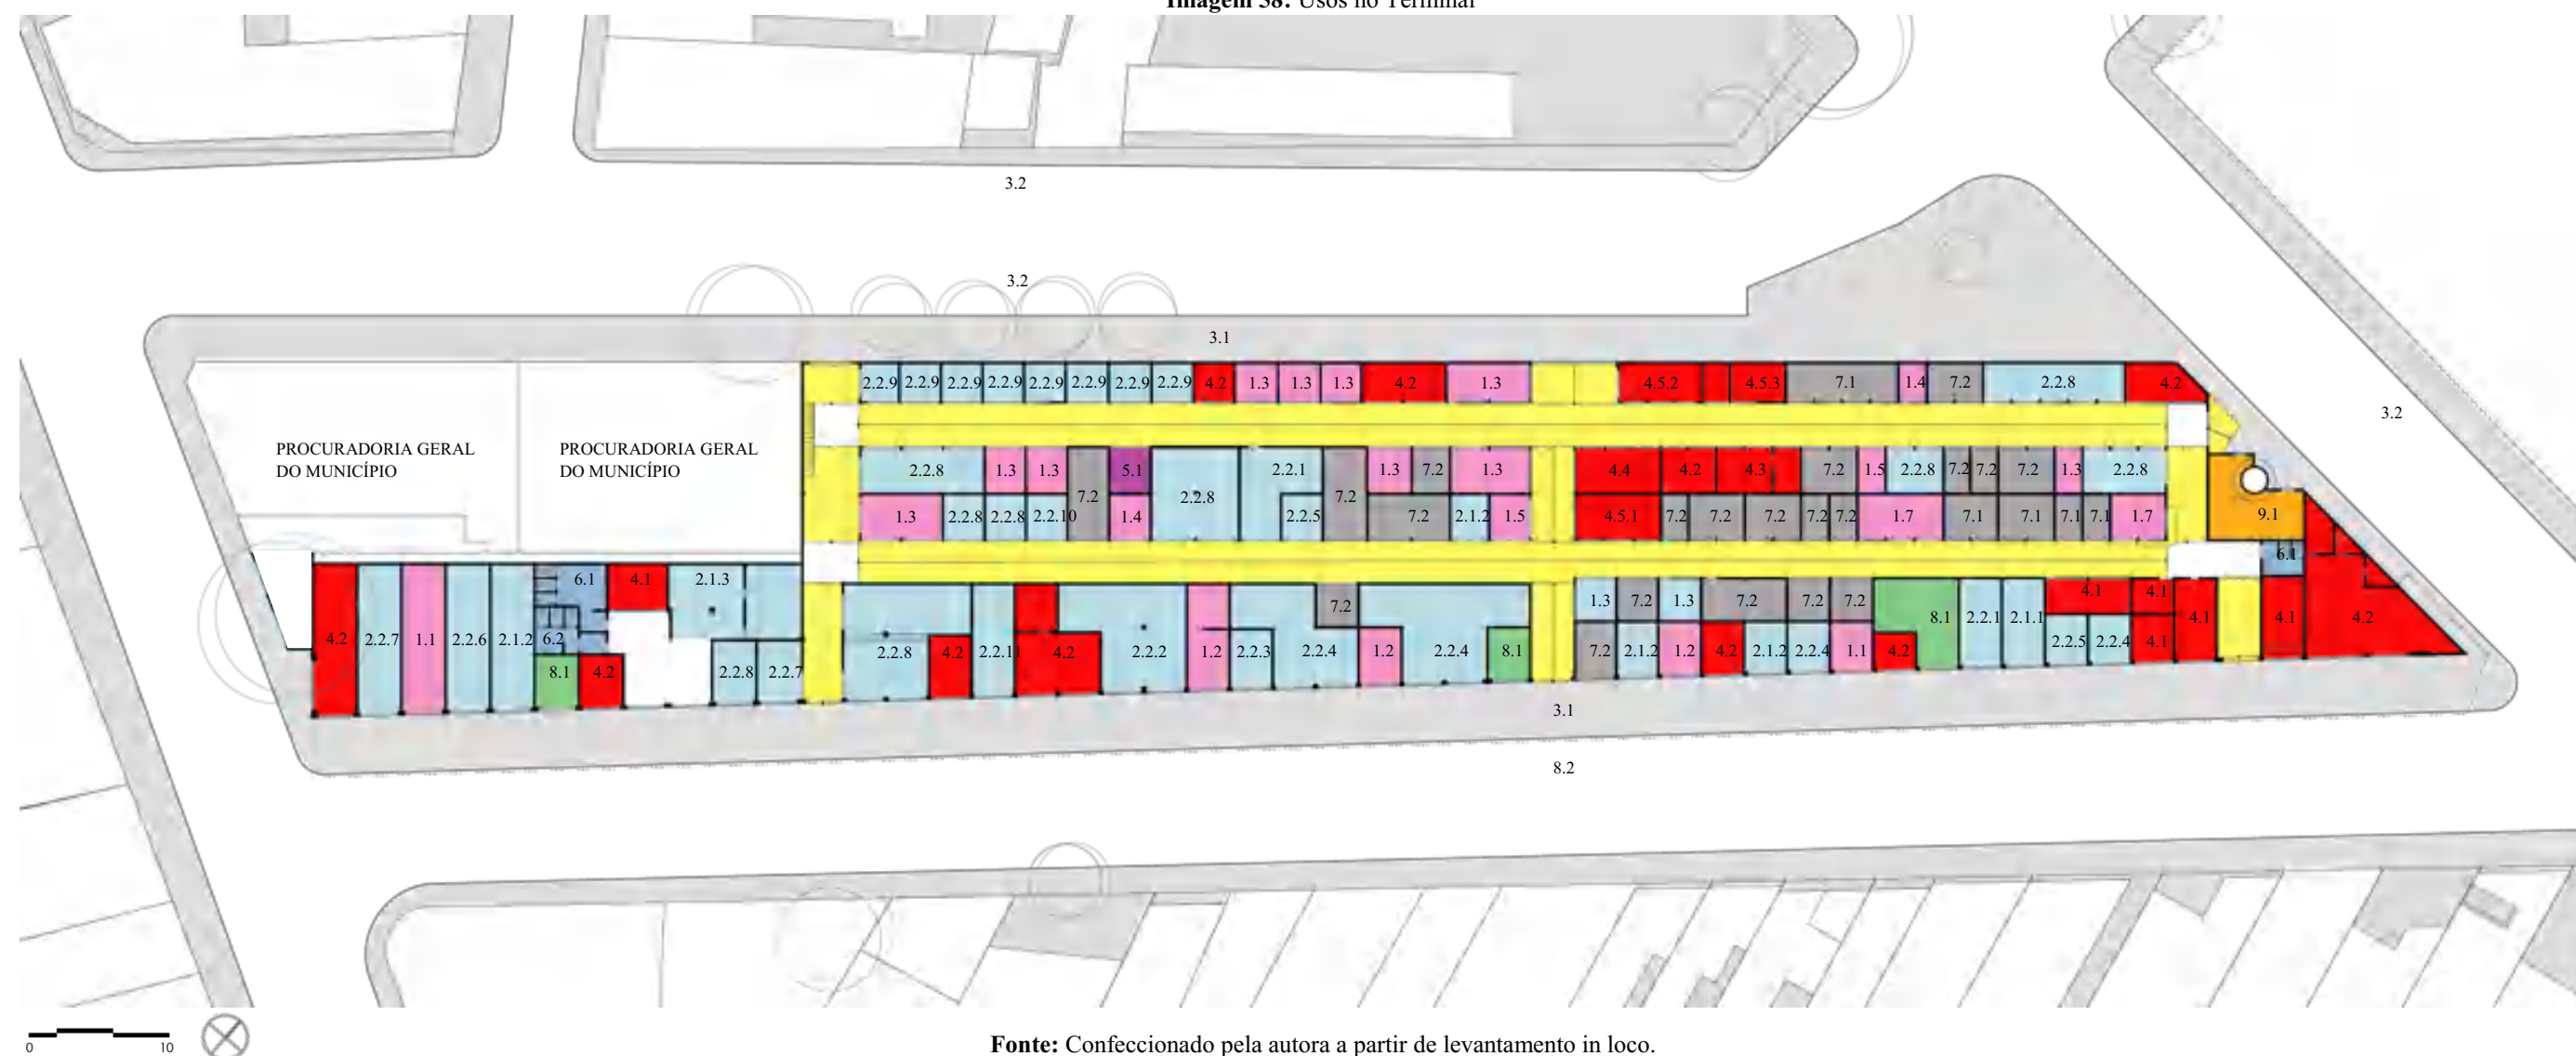 Imagem 38: Usos no Terminal
3.2
3.2
3.1
2.2.9 2.2.9 2.2.9 2.2.9 2.2.9 2.2.9 2.2.9 2.2.9 4.2 1.3 1.3 1.3 4.2 1.3 4.5.2 4.5.3 7.1 1.4 7.2 2.2.8 4.2
3.2
PROCURADORIA GERAL
DO MUNICÍPIO
PROCURADORIA GERAL
DO MUNICÍPIO
2.2.8 1.3 1.3 7.2 5.1 2.2.8 2.2.1 7.2 1.3 7.2 1.3 4.4 4.2 4.3 7.2 1.5 2.2.8 7.2 7.2 7.2 1.3 2.2.8
1.3 2.2.8 2.2.8 2.2.10 1.4 2.2.5 7.2 2.1.2 1.5 4.5.1 7.2 7.2 7.2 7.2 7.2 1.7 7.1 7.1 7.1 7.1 1.7 9.1
6.1
6.1 4.1 2.1.3
7.2 1.3 7.2 1.3 7.2 7.2 7.2 8.1 2.2.1 2.1.1 4.1 4.1 4.1 4.1 4.2
4.2 2.2.7 1.1 2.2.6 2.1.2 6.2 2.2.8 4.2 2.2.11 4.2 2.2.2 1.2 2.2.3 2.2.4 1.2 2.2.4 8.1 7.2 2.1.2 1.2 4.2 2.1.2 2.2.4 1.1 4.2 2.2.5 2.2.4 4.1
8.1 4.2 2.2.8 2.2.7
3.1
8.2
0 10
Fonte: Confeccionado pela autora a partir de levantamento in loco.